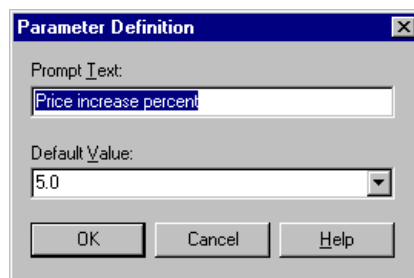 Parameter Definition
Prompt Text:
Price increase percent
Default Value:
5.0
OK Cancel Help